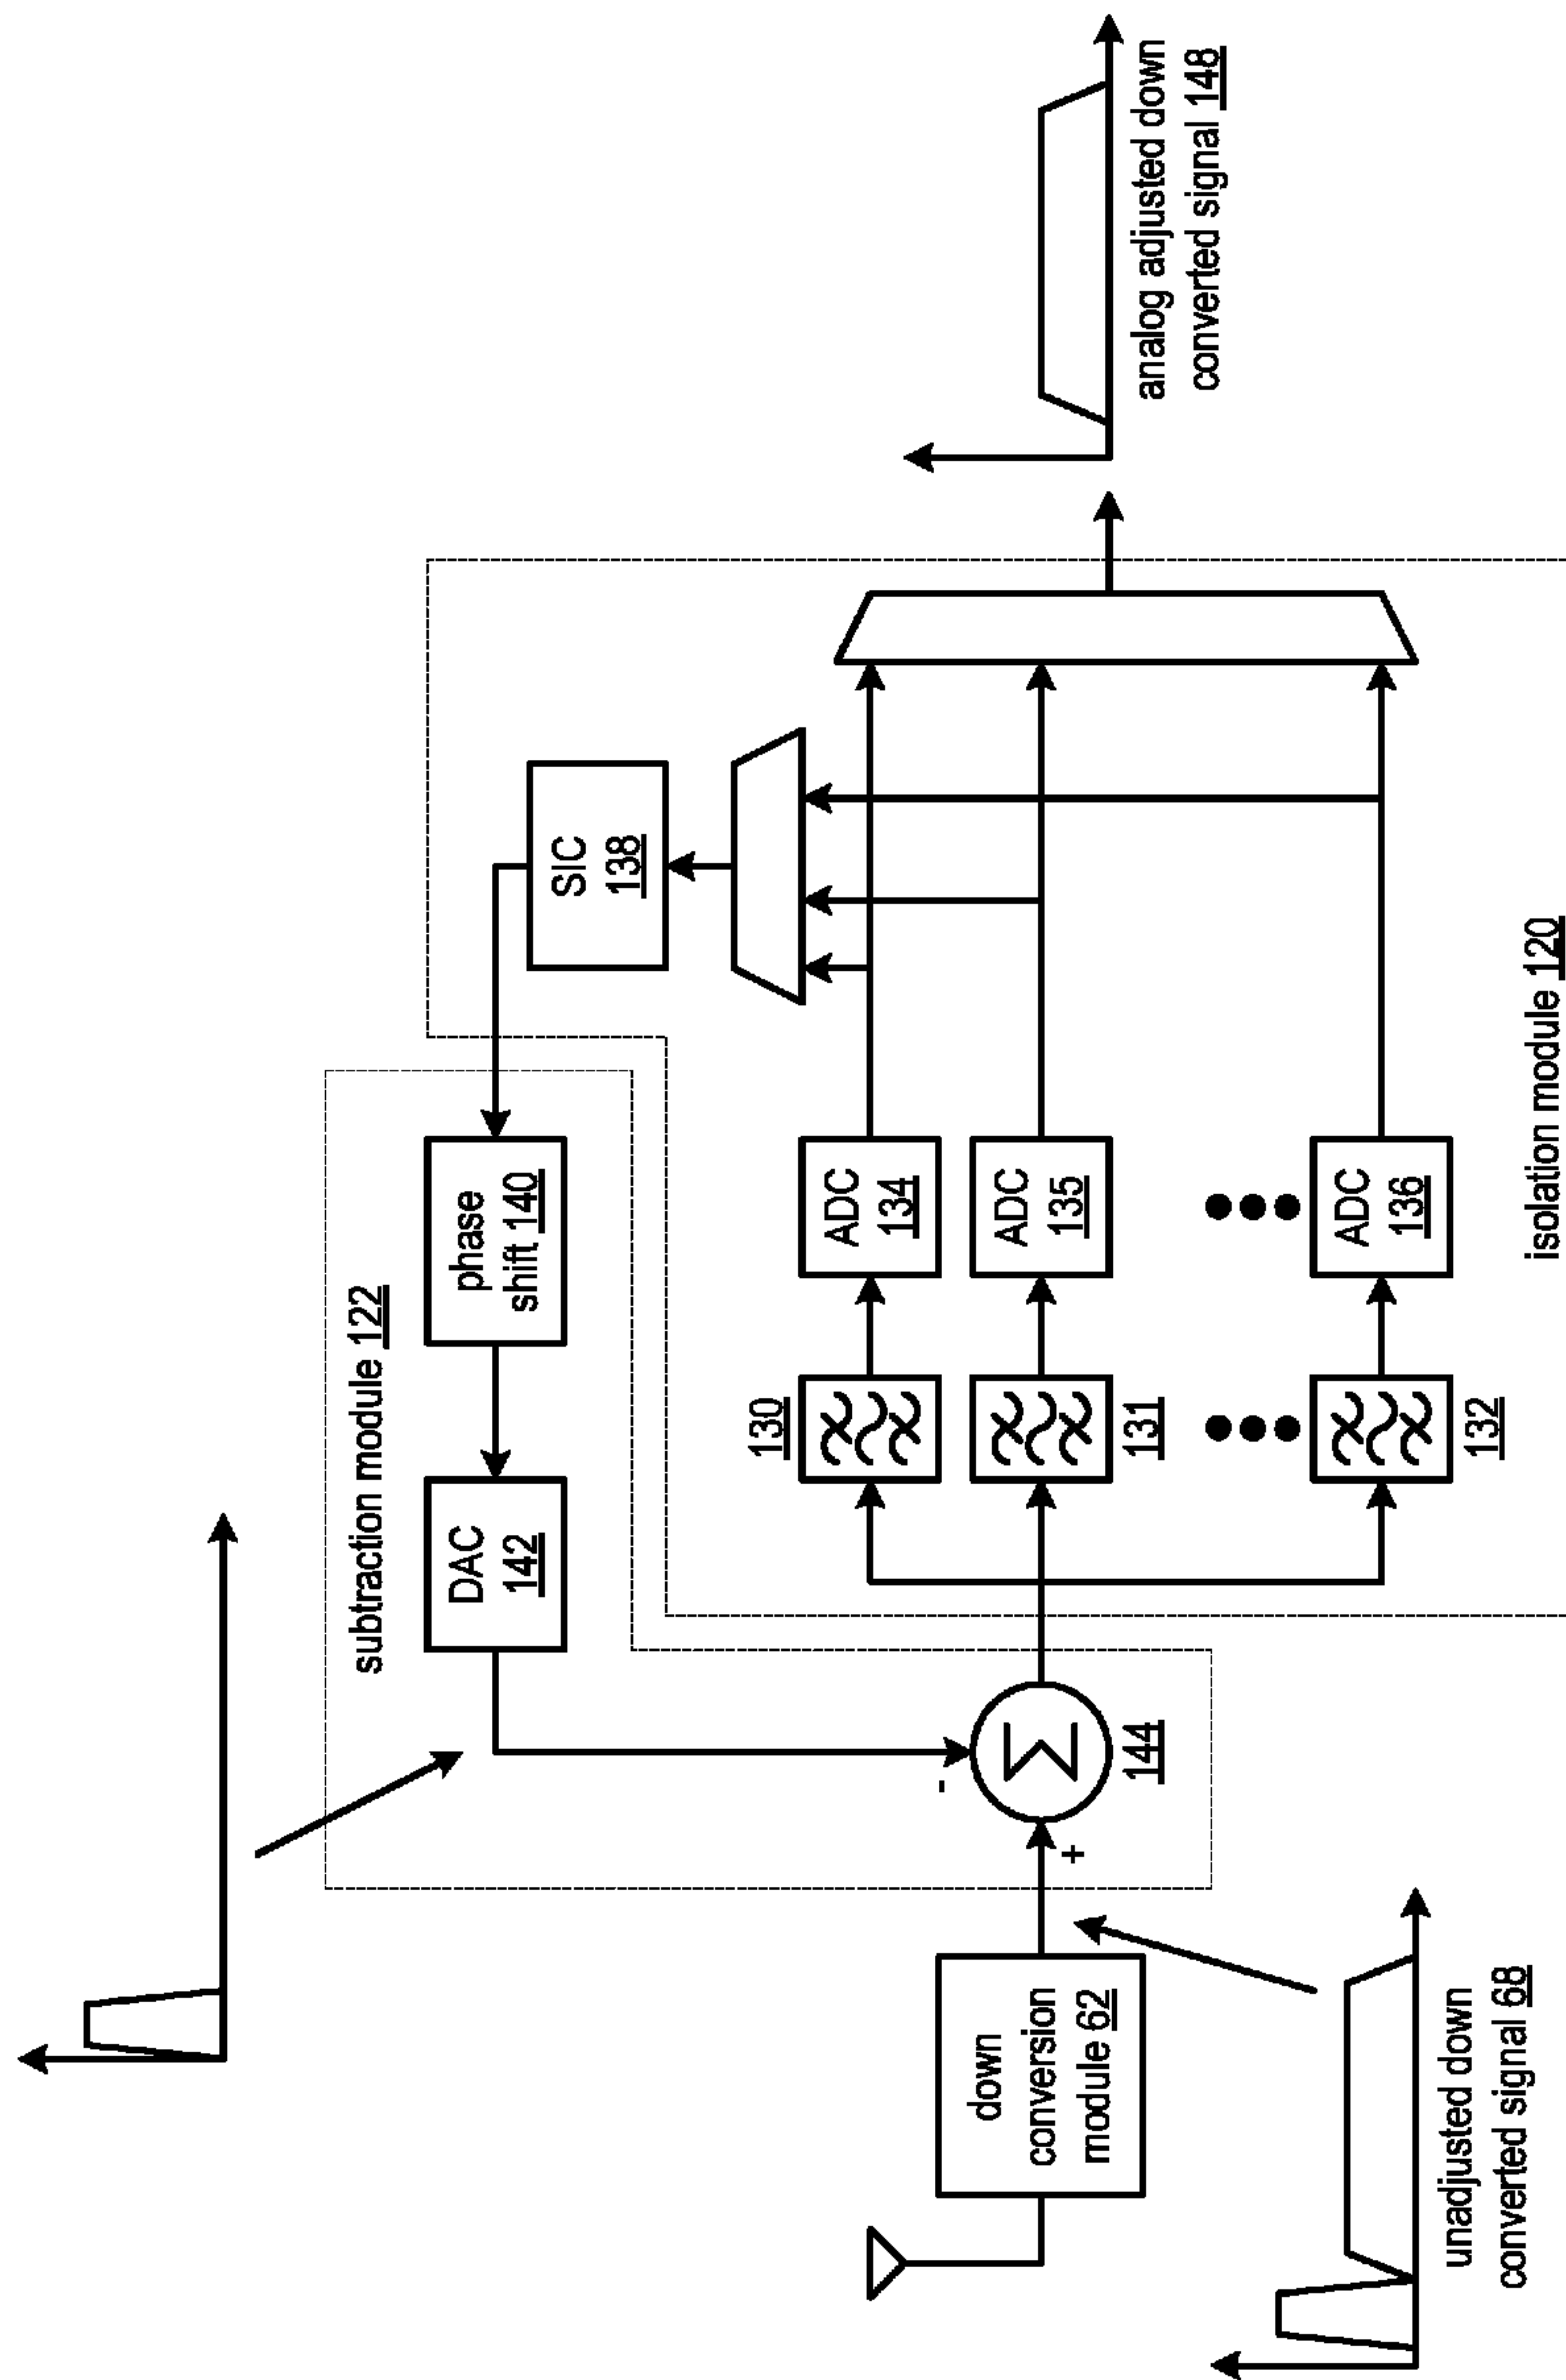 subtraction module 122
DAC
142
phase
shift 140
SIC
138
down
conversion
module 62
+
-
Σ
144
130
131
132
ADC
134
ADC
135
ADC
136
isolation module 120
unadjusted down
converted signal 68
analog adjusted down
converted signal 148